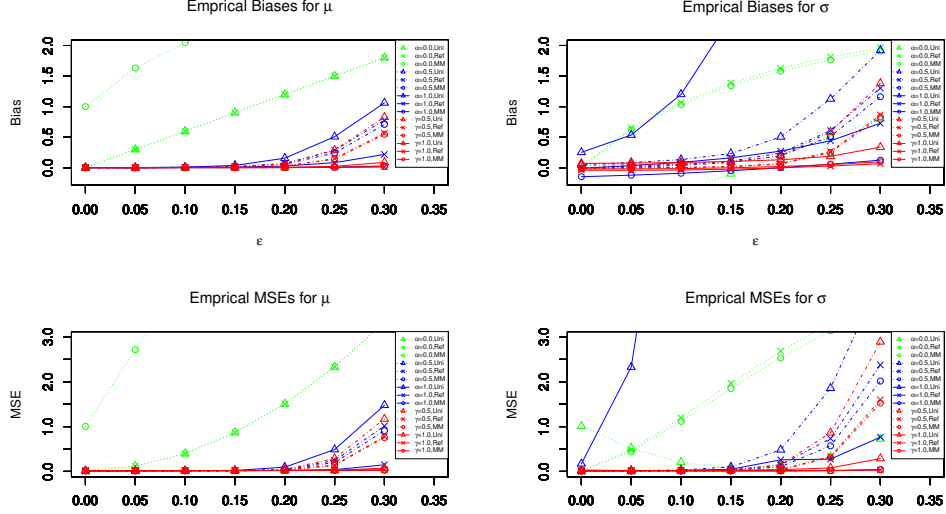 Emprical Biases for μ
Bias
0.0 0.5 1.0 1.5 2.0
0.00 0.05 0.10 0.15 0.20 0.25 0.30 0.35
ε
α=0.0,Uni
α=0.0,Ref
α=0.0,MM
α=0.5,Uni
α=0.5,Ref
α=0.5,MM
α=1.0,Uni
α=1.0,Ref
α=1.0,MM
γ=0.5,Uni
γ=0.5,Ref
γ=0.5,MM
γ=1.0,Uni
γ=1.0,Ref
γ=1.0,MM
Emprical Biases for σ
Bias
0.0 0.5 1.0 1.5 2.0
0.00 0.05 0.10 0.15 0.20 0.25 0.30 0.35
ε
α=0.0,Uni
α=0.0,Ref
α=0.0,MM
α=0.5,Uni
α=0.5,Ref
α=0.5,MM
α=1.0,Uni
α=1.0,Ref
α=1.0,MM
γ=0.5,Uni
γ=0.5,Ref
γ=0.5,MM
γ=1.0,Uni
γ=1.0,Ref
γ=1.0,MM
Emprical MSEs for μ
MSE
0.0 1.0 2.0 3.0
0.00 0.05 0.10 0.15 0.20 0.25 0.30 0.35
α=0.0,Uni
α=0.0,Ref
α=0.0,MM
α=0.5,Uni
α=0.5,Ref
α=0.5,MM
α=1.0,Uni
α=1.0,Ref
α=1.0,MM
γ=0.5,Uni
γ=0.5,Ref
γ=0.5,MM
γ=1.0,Uni
γ=1.0,Ref
γ=1.0,MM
Emprical MSEs for σ
MSE
0.0 1.0 2.0 3.0
0.00 0.05 0.10 0.15 0.20 0.25 0.30 0.35
α=0.0,Uni
α=0.0,Ref
α=0.0,MM
α=0.5,Uni
α=0.5,Ref
α=0.5,MM
α=1.0,Uni
α=1.0,Ref
α=1.0,MM
γ=0.5,Uni
γ=0.5,Ref
γ=0.5,MM
γ=1.0,Uni
γ=1.0,Ref
γ=1.0,MM